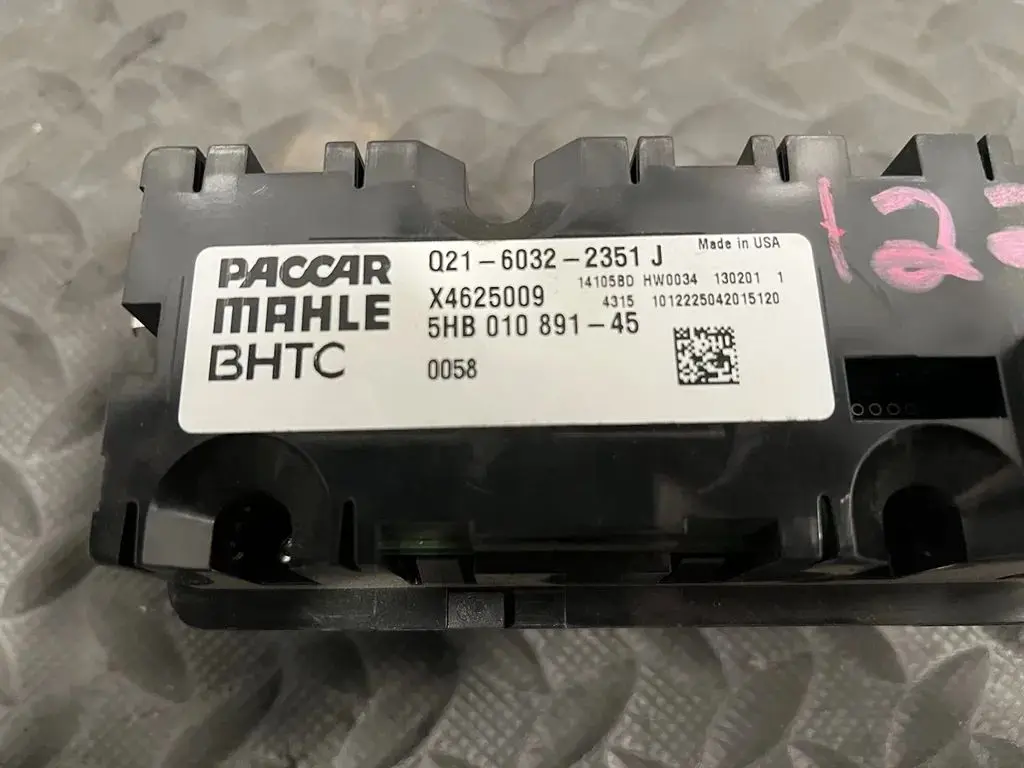 PACCAR
MAHLE
BHTC
Q21-6032-2351 J
X4625009
5HB 010 891-45
0058
Made in USA
14105BD HW0034 130201 1
4315 1012225042015120
122